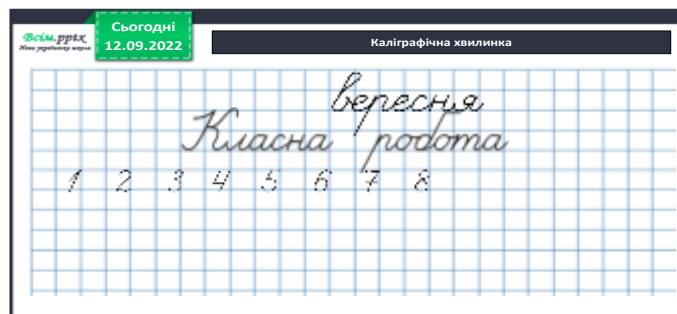 Всім.pptx
Нова українська школа
Сьогодні
12.09.2022
Каліграфічна хвилинка
вересня
Класна робота
1 2 3 4 5 6 7 8